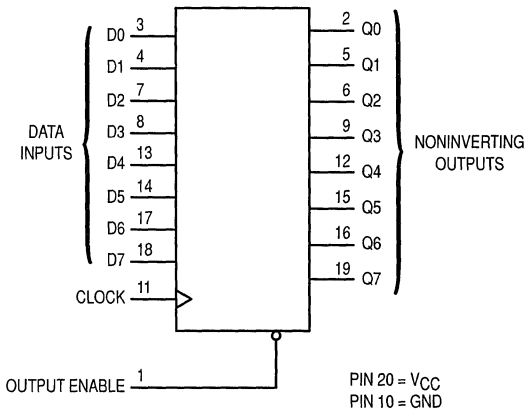 D0 3
D1 4
D2 7
D3 8
D4 13
D5 14
D6 17
D7 18
DATA
INPUTS
CLOCK 11
OUTPUT ENABLE 1
2 Q0
5 Q1
6 Q2
9 Q3
12 Q4
15 Q5
16 Q6
19 Q7
NONINVERTING
OUTPUTS
PIN 20 = VCC
PIN 10 = GND